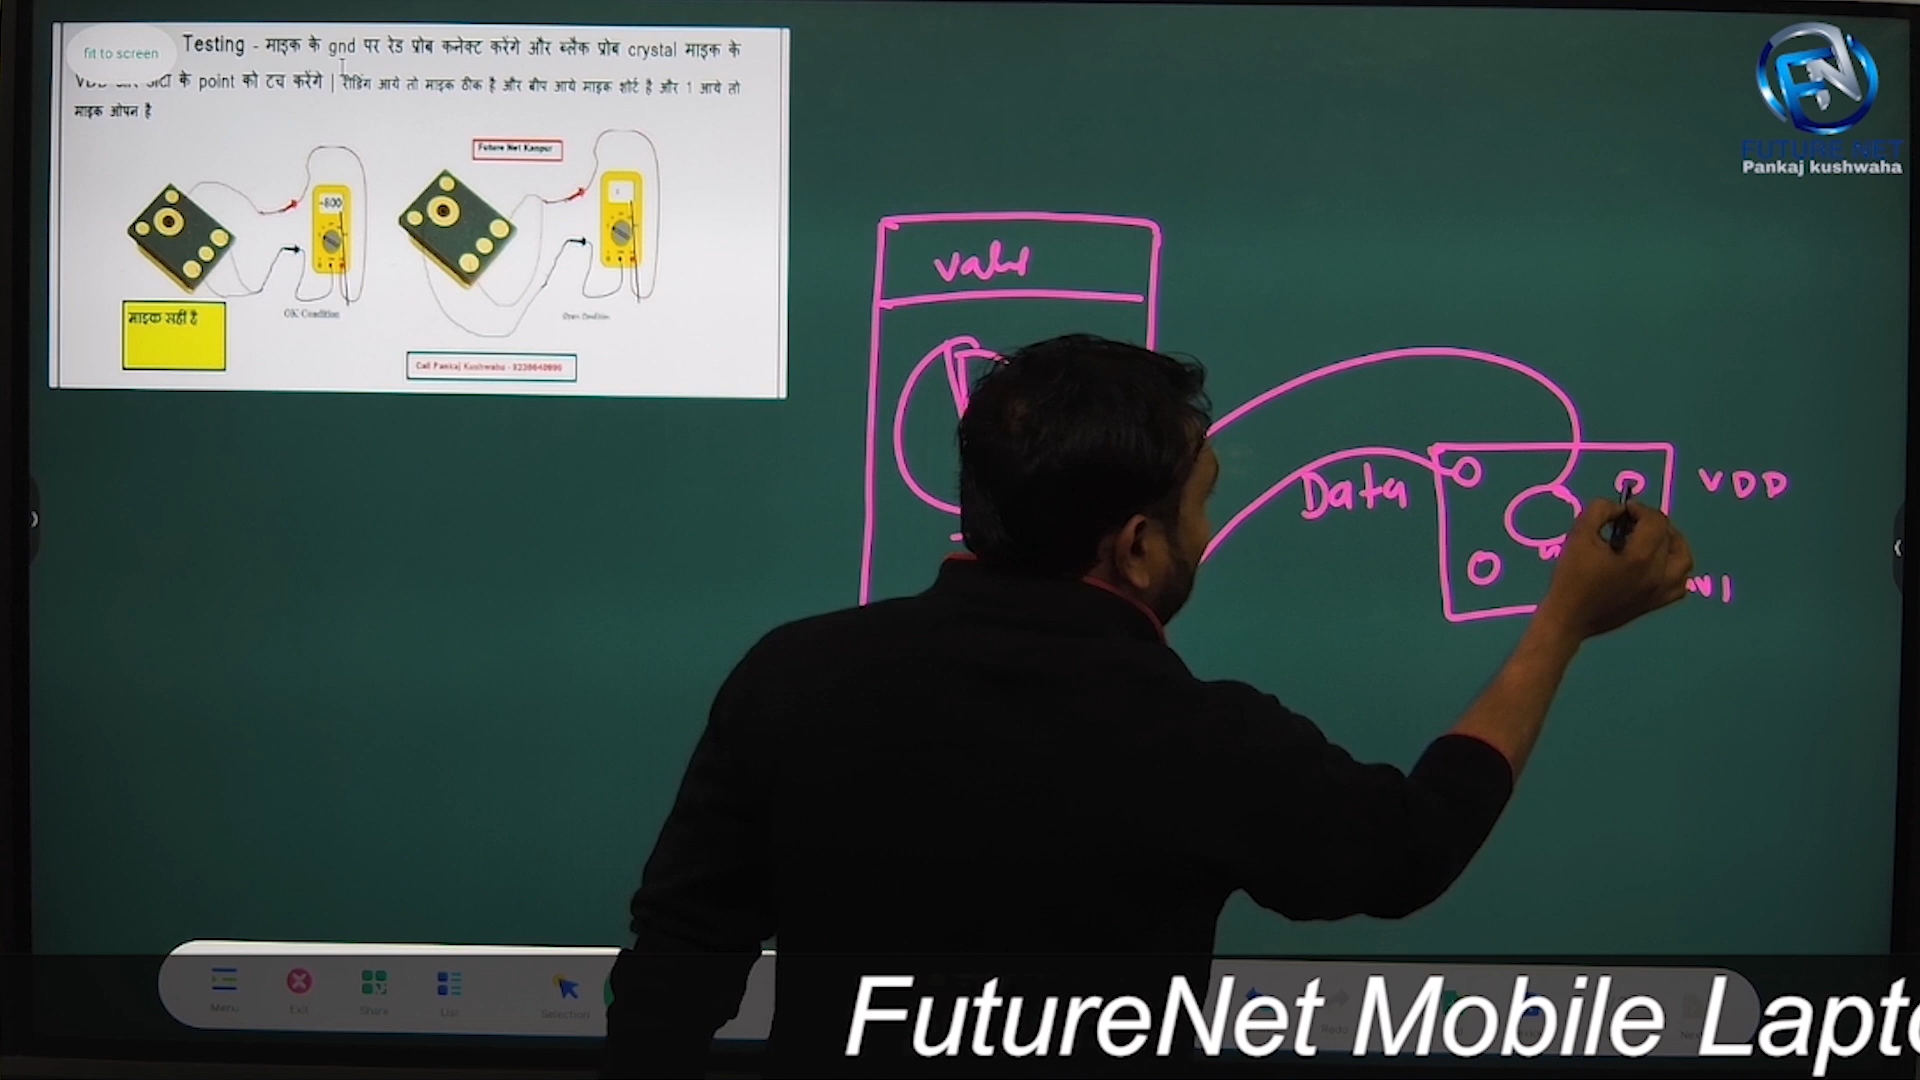 fit to screen
Testing - माइक के gnd पर रेड प्रोब कनेक्ट करेंगे और ब्लैक प्रोब crystal माइक के
के point को टच करेंगे | रीडिंग आये तो माइक ठीक है और बीप आये माइक शोर्ट है और 1 आये तो
माइक ओपन है
Future Net Kanpur
-800
माइक सही है
OK Condition
Open Condition
Call Pankaj Kushwaha -
FUTURE NET
Pankaj kushwaha
Data
VDD
Menu
Exit
Share
List
Selection
Redo
FutureNet Mobile Lapt